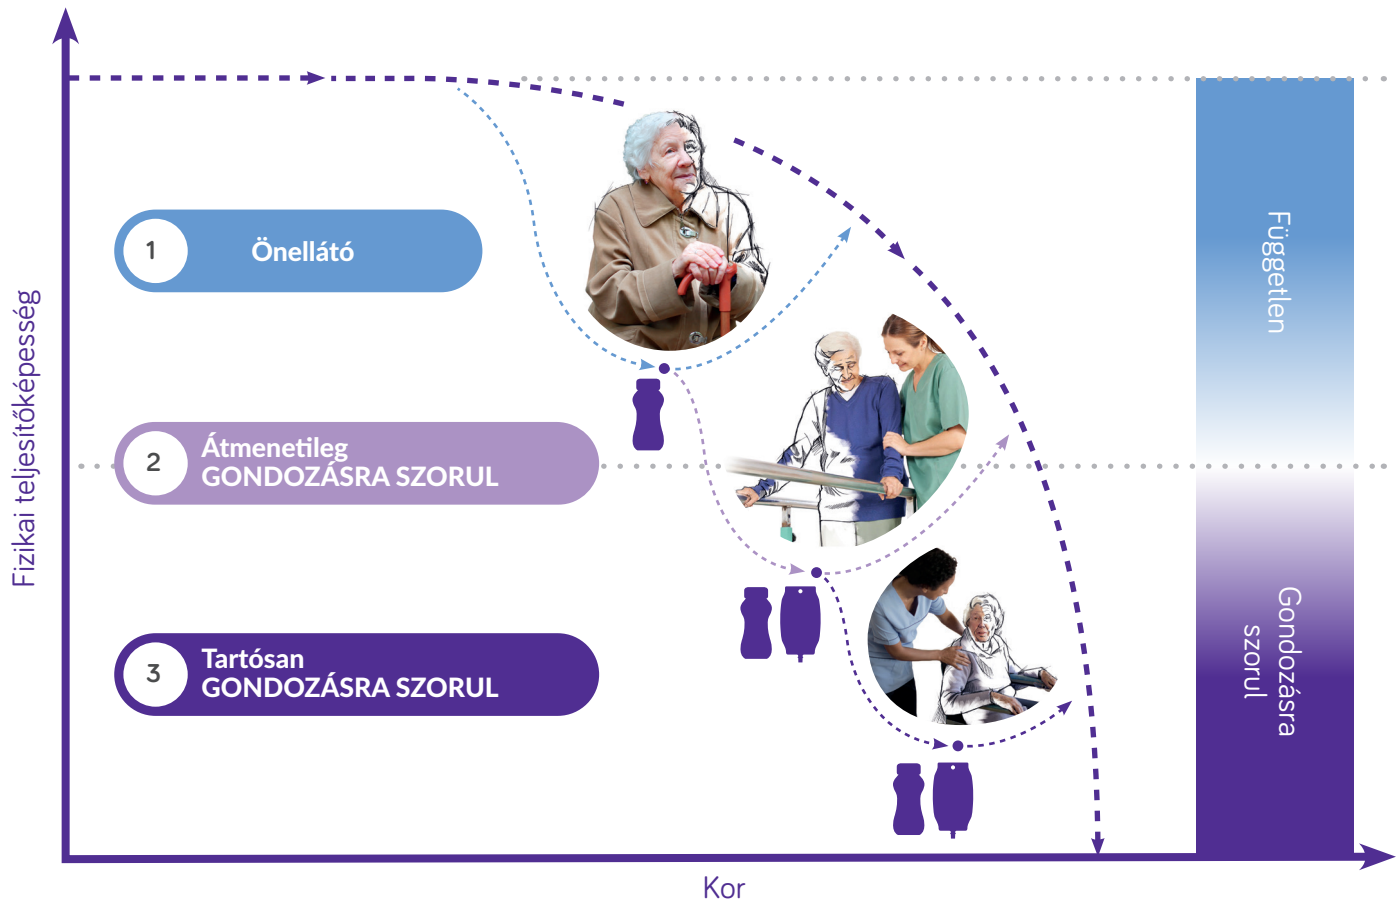 1
Önellátó
2
Átmenetileg
GONDOZÁSRA SZORUL
3
Tartósan
GONDOZÁSRA SZORUL
Fizikai teljesítőképesség
Kor
Független
Gondozásra
szorul